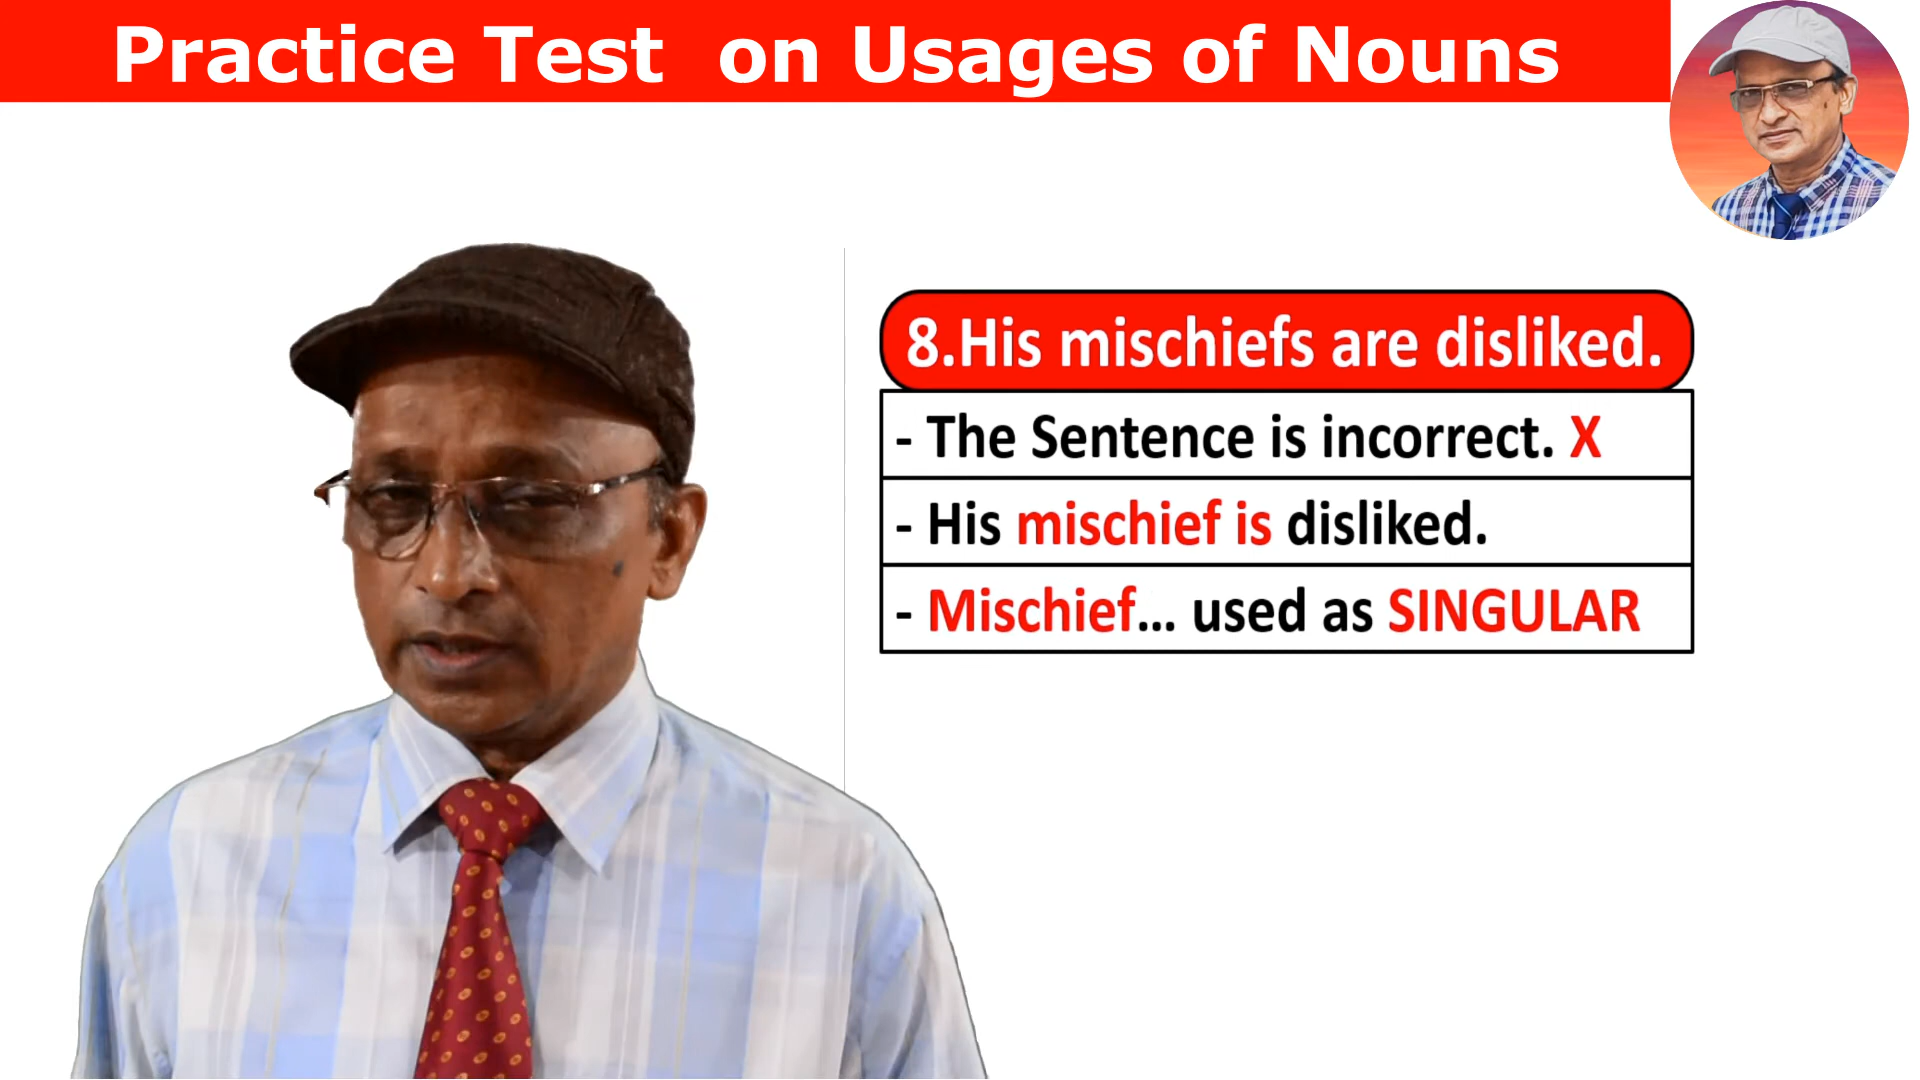 Practice Test on Usages of Nouns
8.His mischiefs are disliked.
- The Sentence is incorrect. X
- His mischief is disliked.
- Mischief... used as SINGULAR